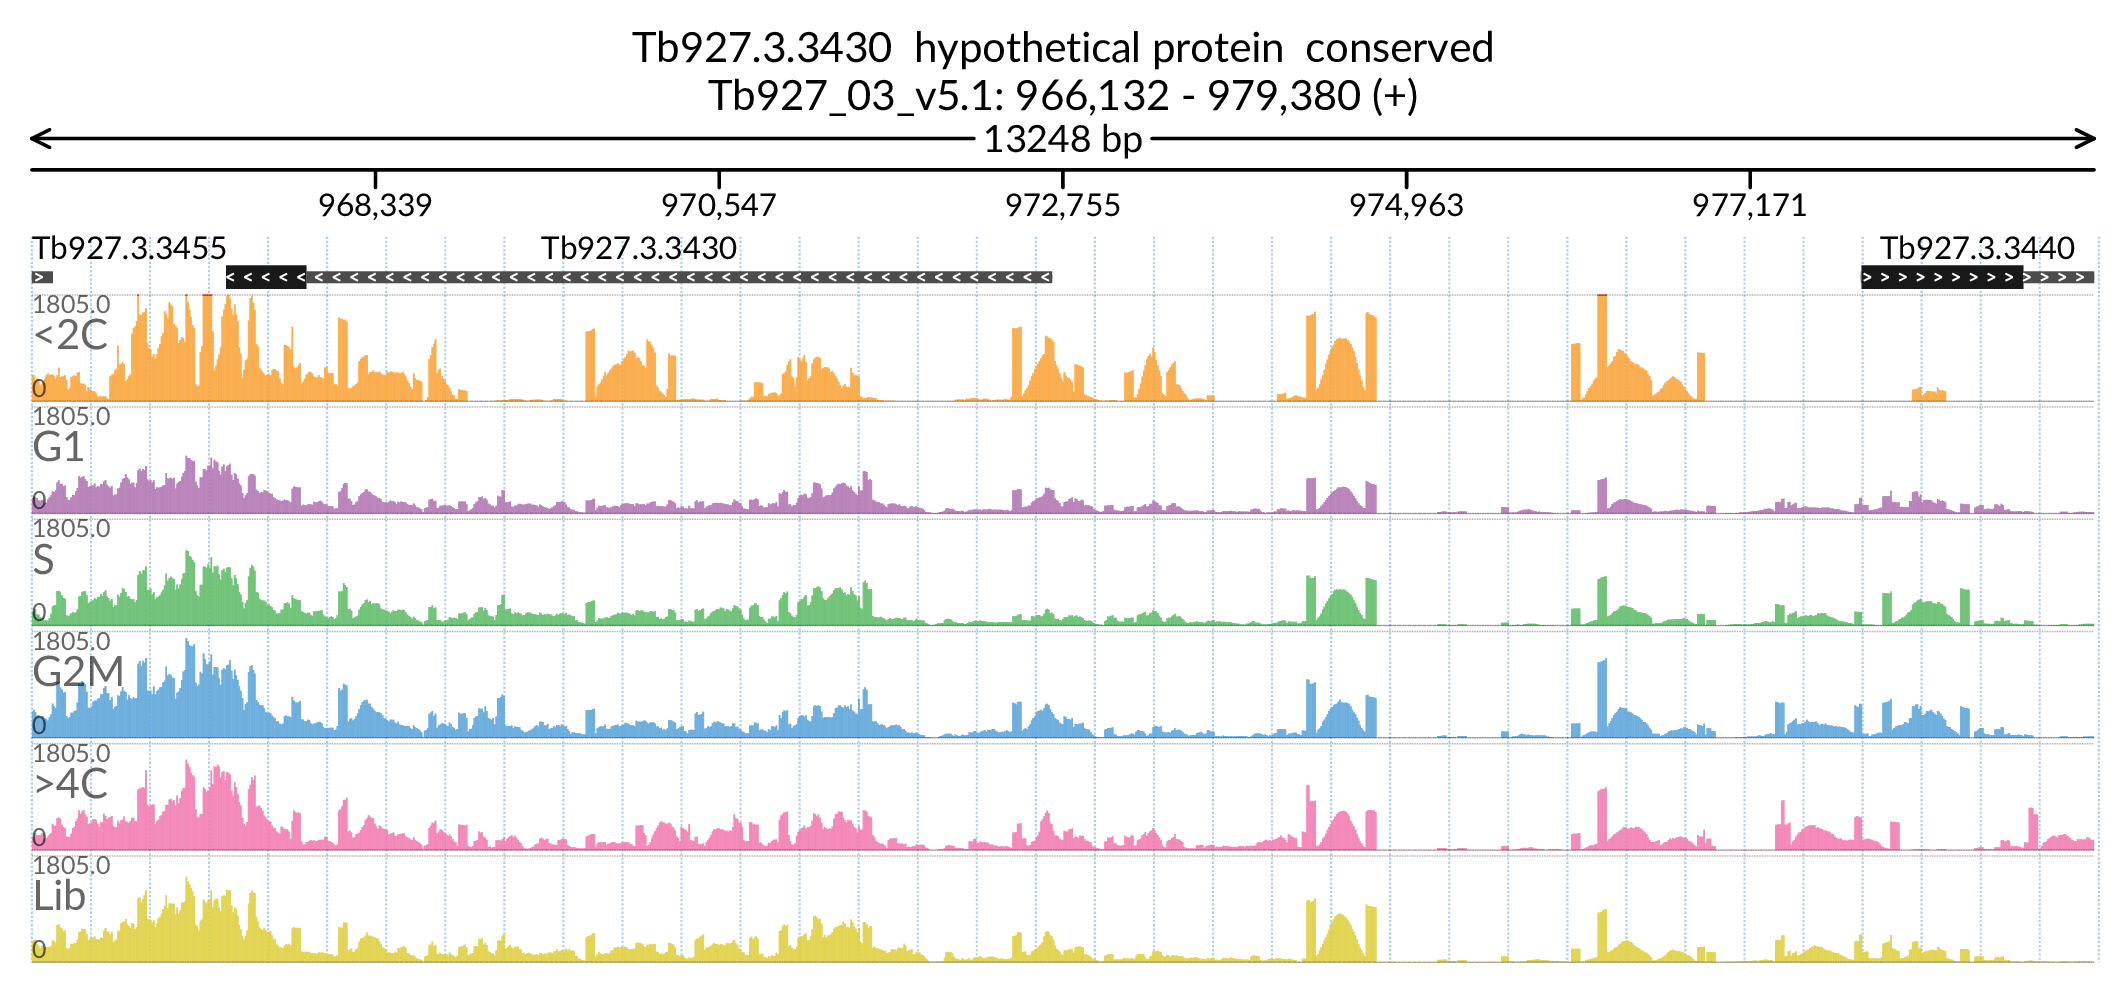 Tb927.3.3430  hypothetical protein  conserved
Tb927_03_v5.1: 966,132 - 979,380 (+)
13248 bp
968,339 970,547 972,755 974,963 977,171
Tb927.3.3455 Tb927.3.3430 Tb927.3.3440
1805.0
<2C
0
1805.0
G1
0
1805.0
S
0
1805.0
G2M
0
1805.0
>4C
0
1805.0
Lib
0